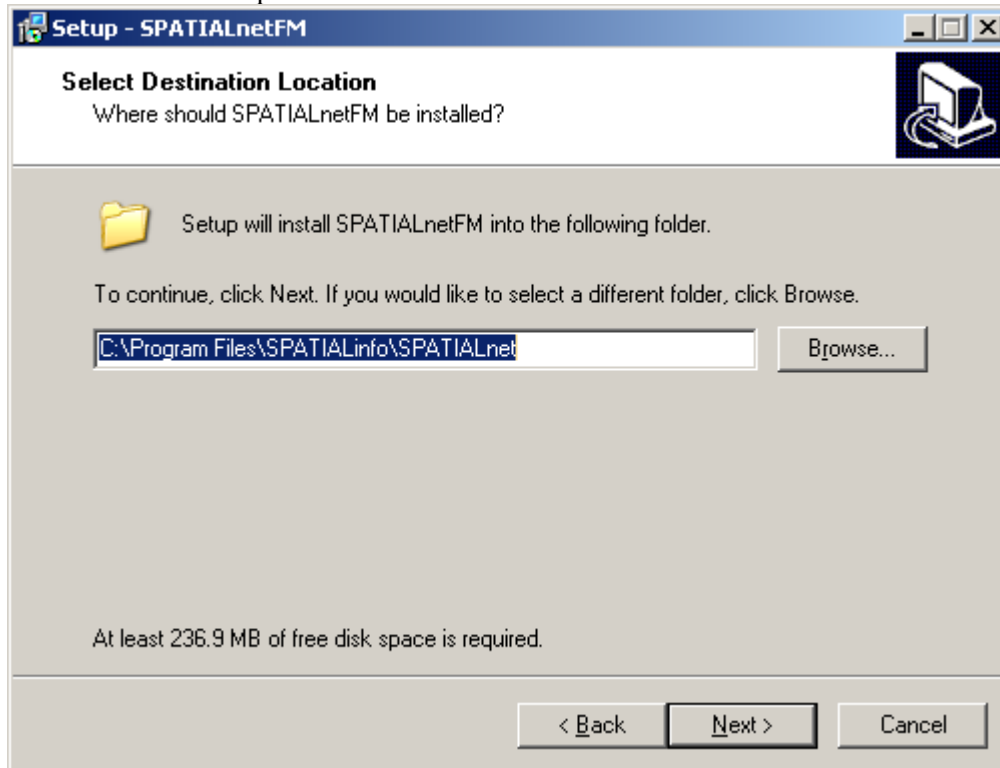 Setup - SPATIALnetFM
Select Destination Location
Where should SPATIALnetFM be installed?
Setup will install SPATIALnetFM into the following folder.
To continue, click Next. If you would like to select a different folder, click Browse.
C:\Program Files\SPATIALinfo\SPATIALnet
Browse...
At least 236.9 MB of free disk space is required.
< Back Next > Cancel